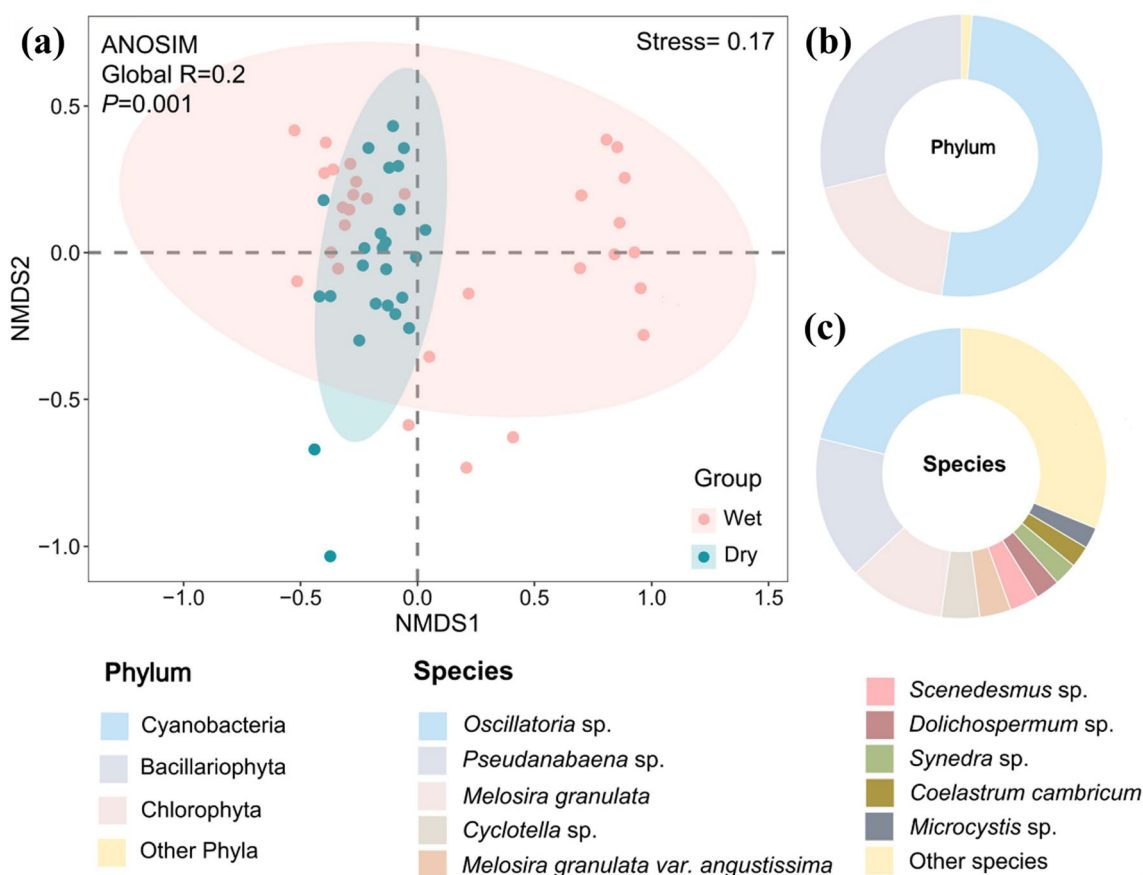 (a)
ANOSIM
Global R=0.2
P=0.001
Stress= 0.17
0.5
0.0
−0.5
−1.0
NMDS2
−1.0
−0.5
0.0
0.5
1.0
1.5
NMDS1
Group
Wet
Dry
(b)
Phylum
(c)
Species
Phylum
Cyanobacteria
Bacillariophyta
Chlorophyta
Other Phyla
Species
Oscillatoria sp.
Pseudanabaena sp.
Melosira granulata
Cyclotella sp.
Melosira granulata var. angustissima
Scenedesmus sp.
Dolichospermum sp.
Synedra sp.
Coelastrum cambricum
Microcystis sp.
Other species